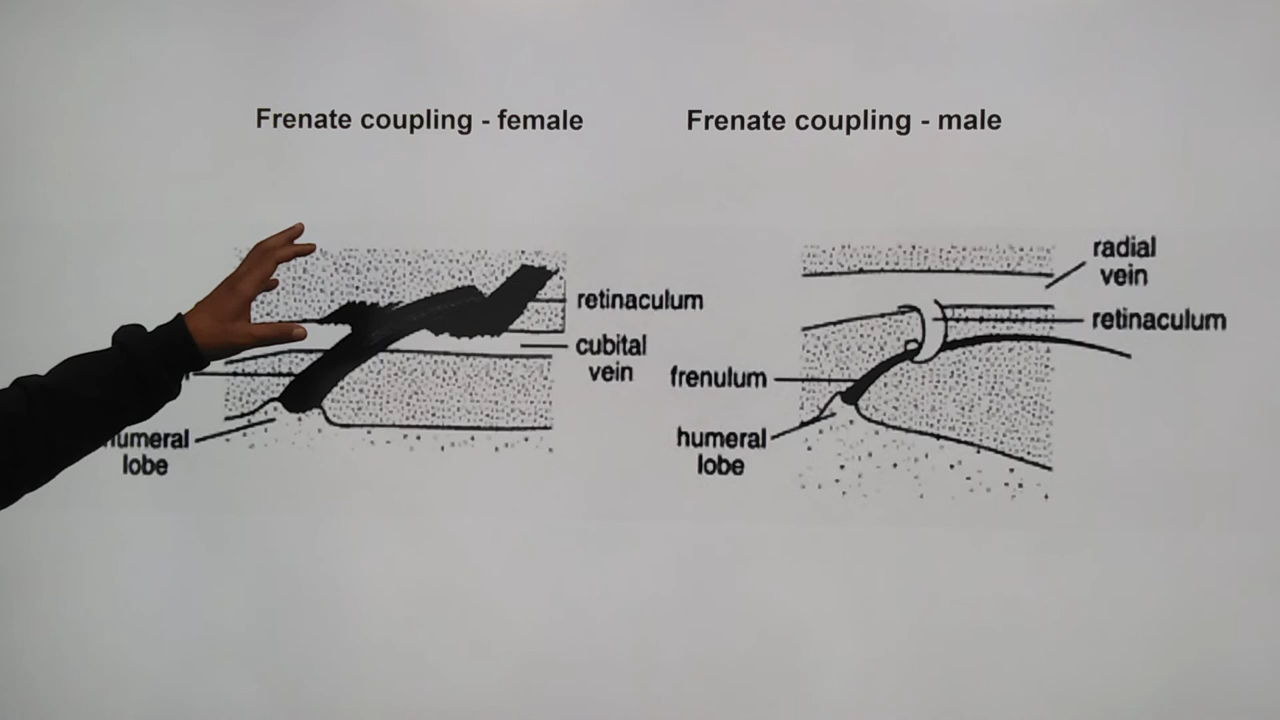 Frenate coupling - female
Frenate coupling - male
retinaculum
cubital
vein
humeral
lobe
radial
vein
retinaculum
frenulum
humeral
lobe